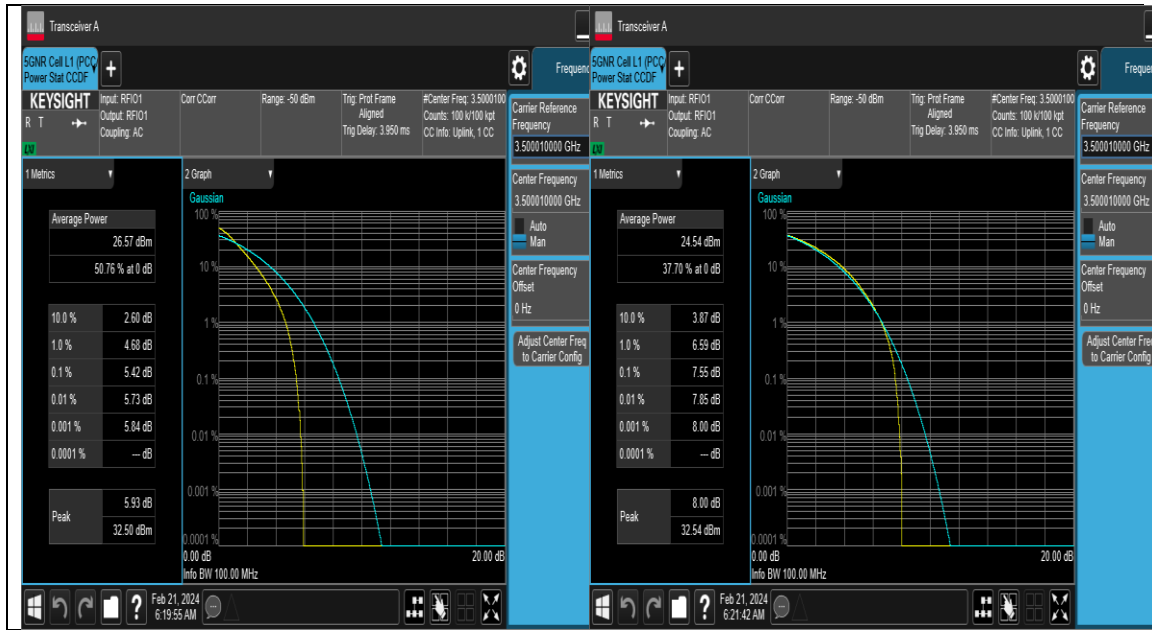 Transceiver A
5GNR Cell L1 (PCC
Power Stat CCDF
+
Frequenc
KEYSIGHT
R T
Input: RFIO1
Output: RFIO1
Coupling: AC
Corr CCorr
Range: -50 dBm
Trig: Prot Frame
Aligned
Trig Delay: 3.950 ms
#Center Freq: 3.5000100
Counts: 100 k/100 kpt
CC Info: Uplink, 1 CC
Carrier Reference
Frequency
3.500010000 GHz
Center Frequency
3.500010000 GHz
Auto
Man
Center Frequency
Offset
0 Hz
Adjust Center Freq
to Carrier Config
1 Metrics
Average Power
26.57 dBm
50.76 % at 0 dB
10.0 % 2.60 dB
1.0 % 4.68 dB
0.1 % 5.42 dB
0.01 % 5.73 dB
0.001 % 5.84 dB
0.0001 % --- dB
Peak
5.93 dB
32.50 dBm
2 Graph
Gaussian
100 %
10 %
1 %
0.1 %
0.01 %
0.001 %
0.0001 %
0.00 dB
20.00 dB
Info BW 100.00 MHz
?
Feb 21, 2024
6:19:55 AM
Transceiver A
5GNR Cell L1 (PCC
Power Stat CCDF
+
Frequen
KEYSIGHT
R T
Input: RFIO1
Output: RFIO1
Coupling: AC
Corr CCorr
Range: -50 dBm
Trig: Prot Frame
Aligned
Trig Delay: 3.950 ms
#Center Freq: 3.5000100
Counts: 100 k/100 kpt
CC Info: Uplink, 1 CC
Carrier Reference
Frequency
3.500010000 GHz
Center Frequency
3.500010000 GHz
Auto
Man
Center Frequency
Offset
0 Hz
Adjust Center Fre
to Carrier Config
1 Metrics
Average Power
24.54 dBm
37.70 % at 0 dB
10.0 % 3.87 dB
1.0 % 6.59 dB
0.1 % 7.55 dB
0.01 % 7.85 dB
0.001 % 8.00 dB
0.0001 % --- dB
Peak
8.00 dB
32.54 dBm
2 Graph
Gaussian
100 %
10 %
1 %
0.1 %
0.01 %
0.001 %
0.0001 %
0.00 dB
20.00 dB
Info BW 100.00 MHz
?
Feb 21, 2024
6:21:42 AM